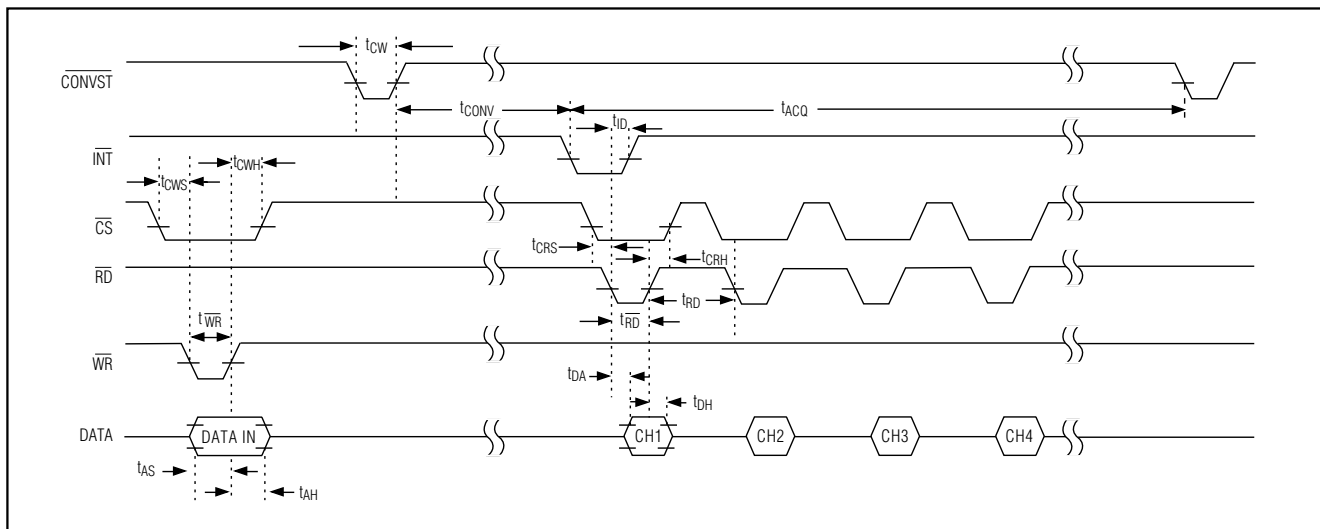 tCW
CONVST
tCONV
tACQ
tID
INT
tCWH
tCWS
CS
tCRS
tCRH
RD
tRD
tWR
tRD
WR
tDA
tDH
DATA
DATA IN
CH1
CH2
CH3
CH4
tAS
tAH